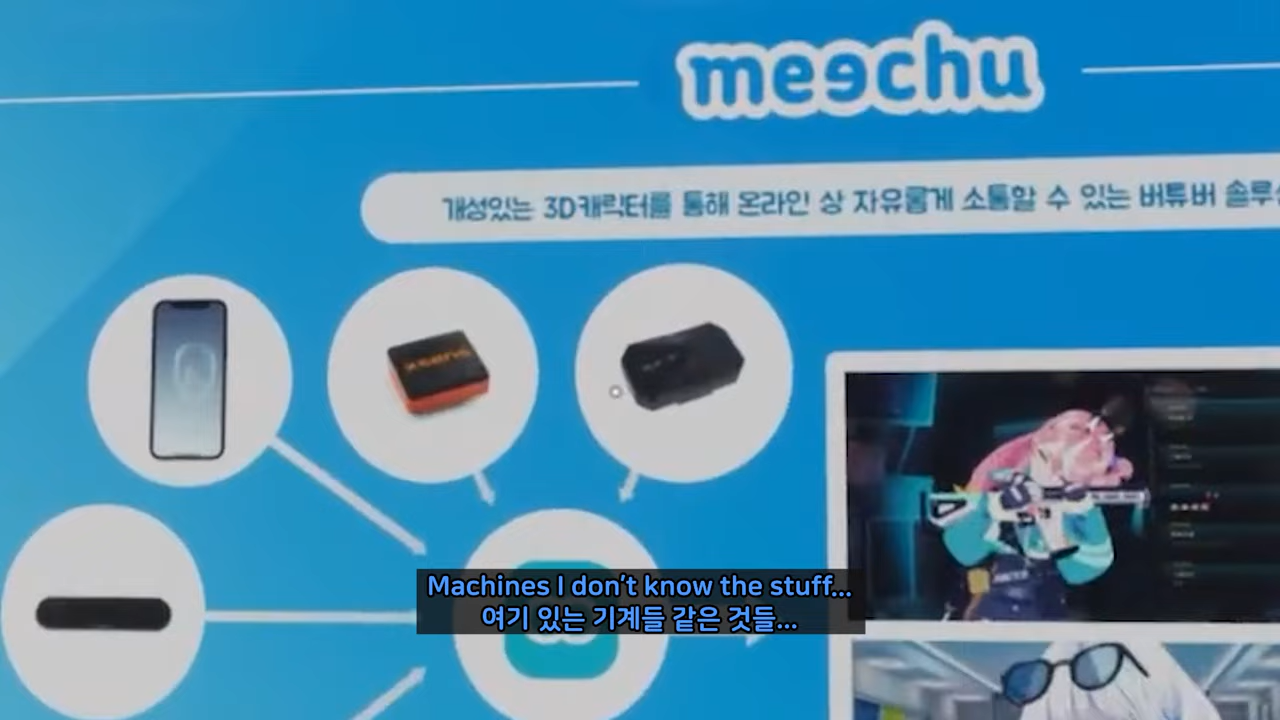 meechu
개성있는 3D캐릭터를 통해 온라인 상 자유롭게 소통할 수 있는 버튜버
xsens
Machines I don't know the stuff...
여기 있는 기계들 같은 것들...